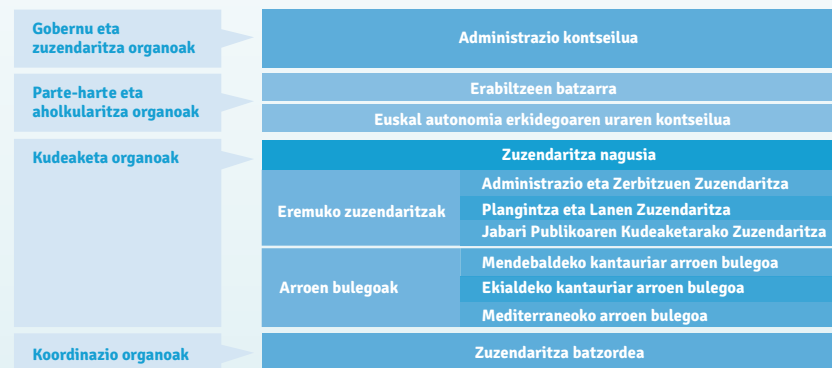 Gobernu eta
zuzendaritza organoak
Administrazio kontseilua
Parte-harte eta
aholkularitza organoak
Erabiltzeen batzarra
Euskal autonomia erkidegoaren uraren kontseilua
Kudeaketa organoak
Zuzendaritza nagusia
Eremuko zuzendaritzak
Administrazio eta Zerbitzuen Zuzendaritza
Plangintza eta Lanen Zuzendaritza
Jabari Publikoaren Kudeaketarako Zuzendaritza
Arroen bulegoak
Mendebaldeko kantauriar arroen bulegoa
Ekialdeko kantauriar arroen bulegoa
Mediterraneoko arroen bulegoa
Koordinazio organoak
Zuzendaritza batzordea